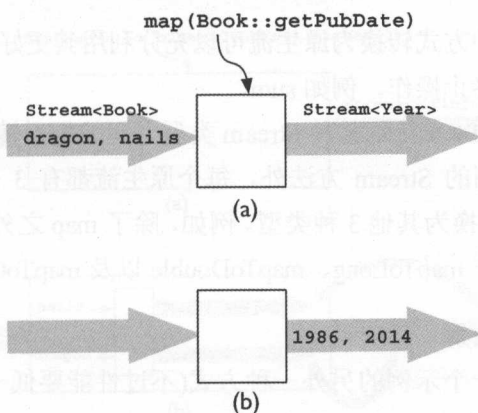 map(Book::getPubDate)
Stream<Book>
Stream<Year>
dragon, nails
(a)
1986, 2014
(b)